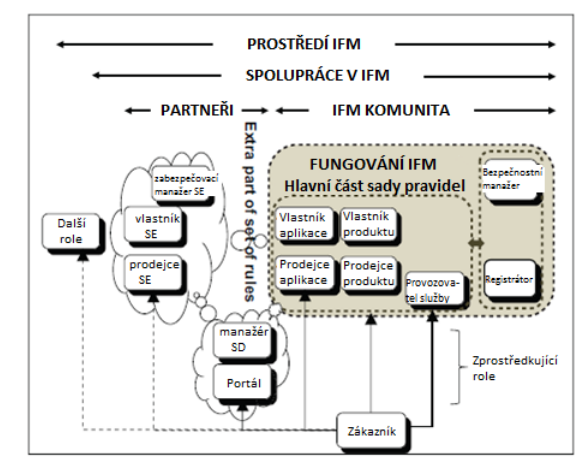 PROSTŘEDÍ IFM
SPOLUPRÁCE V IFM
PARTNEŘI
IFM KOMUNITA
Extra part of set of rules
FUNGOVÁNÍ IFM
Hlavní část sady pravidel
zabezpečovací
manažer SE
Bezpečnostní
manažer
Další
role
vlastník
SE
Vlastník
aplikace
Vlastník
produktu
prodejce
SE
Prodejce
aplikace
Prodejce
produktu
Provozova-
tel služby
Registrátor
manažér
SD
Portál
Zprostředkující
role
Zákazník